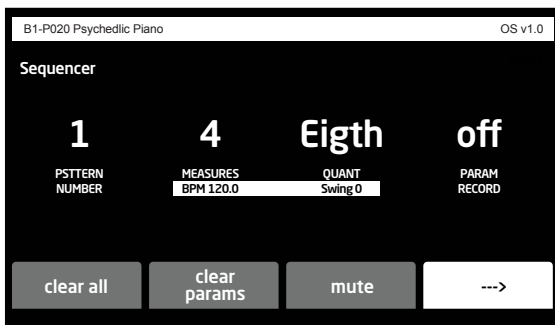 B1-P020 Psychedlic Piano OS v1.0
Sequencer
1 4 Eigth off
PSTTERN MEASURES QUANT PARAM
NUMBER BPM 120.0 Swing 0 RECORD
clear all clear params mute --->